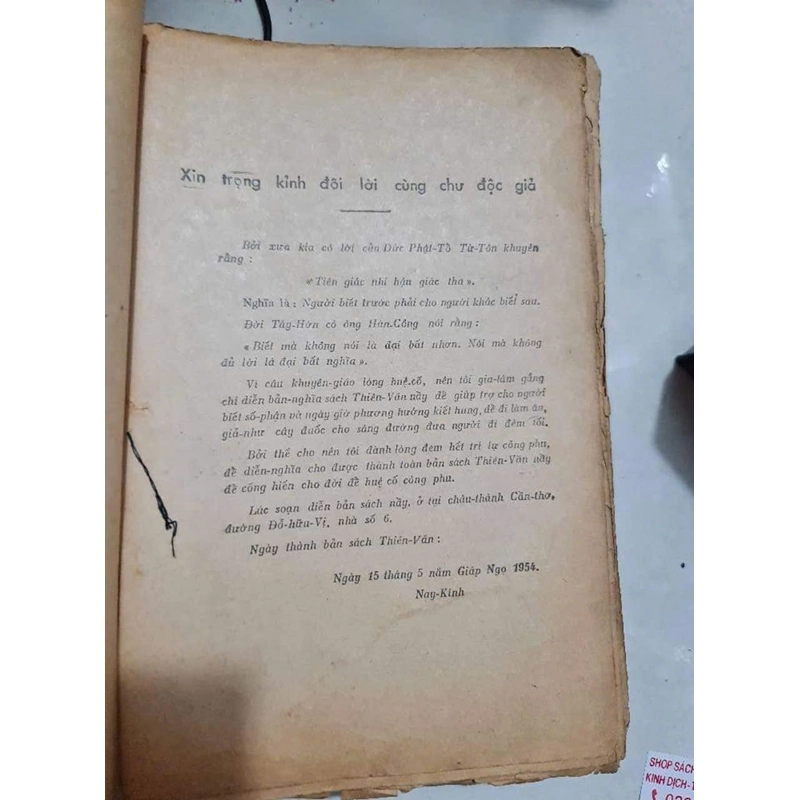 Xin trọng kỉnh đôi lời cùng chư độc giả
Bởi xưa kia có lời của Đức Phật-Tổ Từ-Tôn khuyên
rằng :
« Tiên giác nhi hậu giác tha ».
Nghĩa là : Người biết trước phải cho người khác biết sau.
Đời Tây-Hớn có ông Hàn-Công nói rằng :
« Biết mà không nói là đại bất nhơn. Nói mà không
đủ lời là đại bất nghĩa ».
Vì câu khuyên-giáo lòng huệ-cố, nên tôi gia-tâm gắng
chí diễn bản-nghĩa sách Thiên-Văn nầy để giúp trợ cho người
biết số-phận và ngày giờ phương hướng kiết hung, để đi làm ăn,
giả-như cây đuốc cho sáng đường đưa người đi đêm tối.
Bởi thế cho nên tôi dành lòng đem hết trí lự công phu,
để diễn-nghĩa cho được thành toàn bản sách Thiên-Văn nầy
để cống hiến cho đời để huệ cố công phu.
Lúc soạn diễn bản sách nầy, ở tại châu-thành Cần-thơ,
đường Đỗ-hữu-Vị, nhà số 6.
Ngày thành bản sách Thiên-Văn :
Ngày 15 tháng 5 năm Giáp Ngọ 1954.
Nay-Kính
SHOP SÁCH
KINH DỊCH-